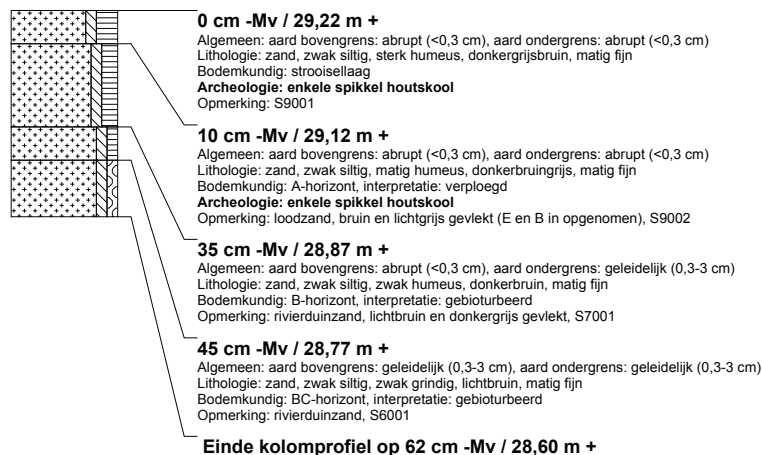 0 cm -Mv / 29,22 m +
Algemeen: aard bovengrens: abrupt (<0,3 cm), aard ondergrens: abrupt (<0,3 cm)
Lithologie: zand, zwak siltig, sterk humeus, donkergrijsbruin, matig fijn
Bodemkundig: strooisellaag
Archeologie: enkele spikkel houtskool
Opmerking: S9001
10 cm -Mv / 29,12 m +
Algemeen: aard bovengrens: abrupt (<0,3 cm), aard ondergrens: abrupt (<0,3 cm)
Lithologie: zand, zwak siltig, matig humeus, donkerbruingrijs, matig fijn
Bodemkundig: A-horizont, interpretatie: verploegd
Archeologie: enkele spikkel houtskool
Opmerking: loodzand, bruin en lichtgrijs gevlekt (E en B in opgenomen), S9002
35 cm -Mv / 28,87 m +
Algemeen: aard bovengrens: abrupt (<0,3 cm), aard ondergrens: geleidelijk (0,3-3 cm)
Lithologie: zand, zwak siltig, zwak humeus, donkerbruin, matig fijn
Bodemkundig: B-horizont, interpretatie: gebioturbeerd
Opmerking: rivierduinzand, lichtbruin en donkergrijs gevlekt, S7001
45 cm -Mv / 28,77 m +
Algemeen: aard bovengrens: geleidelijk (0,3-3 cm), aard ondergrens: geleidelijk (0,3-3 cm)
Lithologie: zand, zwak siltig, zwak grindig, lichtbruin, matig fijn
Bodemkundig: BC-horizont, interpretatie: gebioturbeerd
Opmerking: rivierduinzand, S6001
Einde kolomprofiel op 62 cm -Mv / 28,60 m +